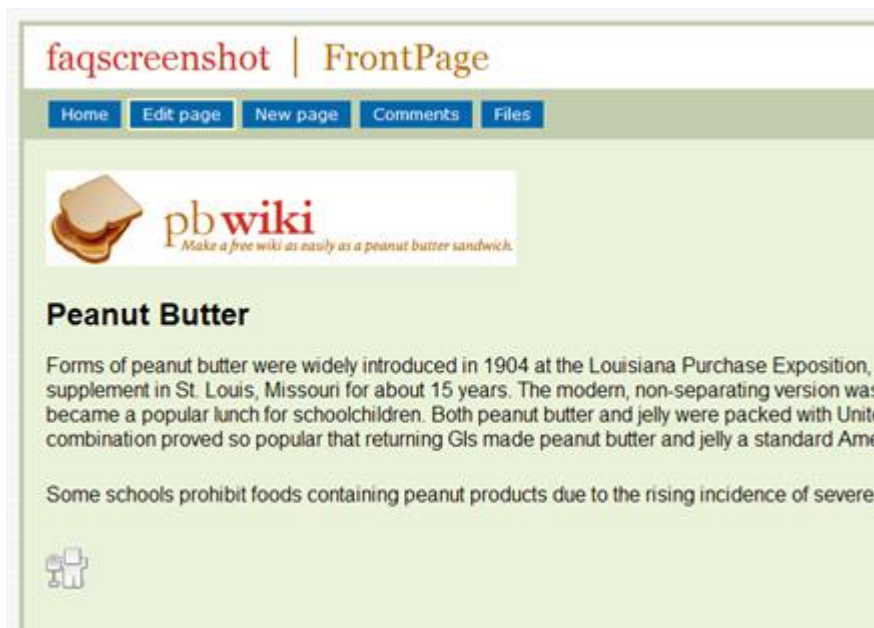 faqscreenshot | FrontPage
Home Edit page New page Comments Files
pbwiki
Make a free wiki as easily as a peanut butter sandwich.
Peanut Butter
Forms of peanut butter were widely introduced in 1904 at the Louisiana Purchase Exposition,
supplement in St. Louis, Missouri for about 15 years. The modern, non-separating version was
became a popular lunch for schoolchildren. Both peanut butter and jelly were packed with Unite
combination proved so popular that returning GIs made peanut butter and jelly a standard Ame
Some schools prohibit foods containing peanut products due to the rising incidence of severe